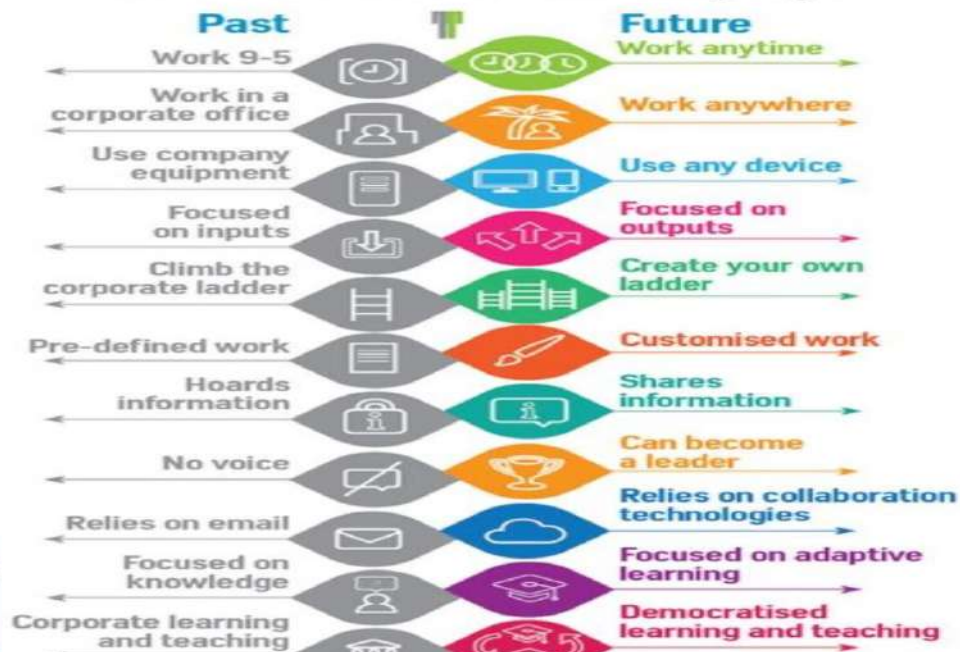 Past
Future
Work 9-5
Work anytime
Work in a
corporate office
Work anywhere
Use company
equipment
Use any device
Focused
on inputs
Focused on
outputs
Climb the
corporate ladder
Create your own
ladder
Pre-defined work
Customised work
Hoards
information
Shares
information
No voice
Can become
a leader
Relies on email
Relies on collaboration
technologies
Focused on
knowledge
Focused on adaptive
learning
Corporate learning
and teaching
Democratised
learning and teaching